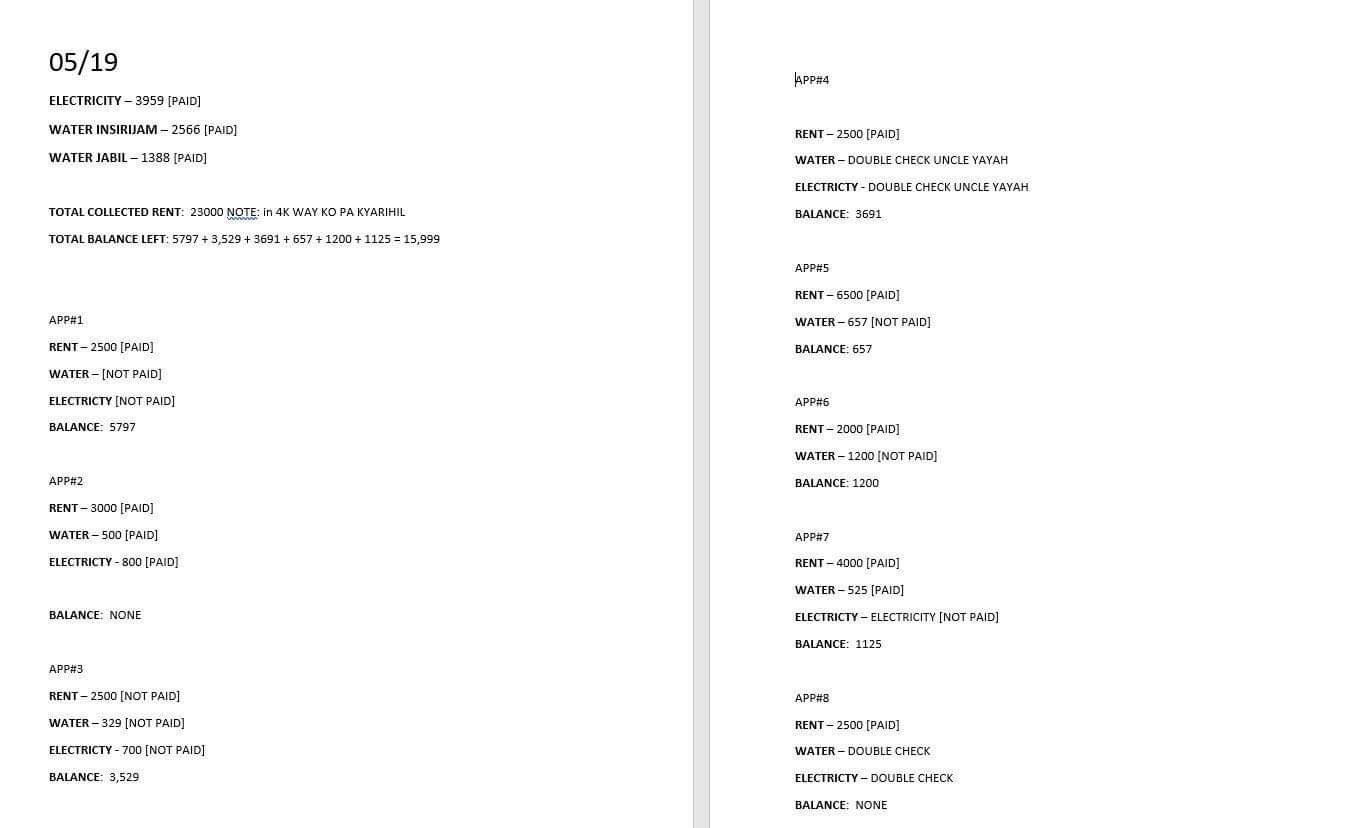 05/19
ELECTRICITY – 3959 [PAID]
WATER INSIRIJAM – 2566 [PAID]
WATER JABIL – 1388 [PAID]
TOTAL COLLECTED RENT:  23000 NOTE: in 4K WAY KO PA KYARIHIL
TOTAL BALANCE LEFT: 5797 + 3,529 + 3691 + 657 + 1200 + 1125 = 15,999
APP#1
RENT – 2500 [PAID]
WATER – [NOT PAID]
ELECTRICTY [NOT PAID]
BALANCE:  5797
APP#2
RENT – 3000 [PAID]
WATER – 500 [PAID]
ELECTRICTY - 800 [PAID]
BALANCE:  NONE
APP#3
RENT – 2500 [NOT PAID]
WATER – 329 [NOT PAID]
ELECTRICTY - 700 [NOT PAID]
BALANCE:  3,529
APP#4
RENT – 2500 [PAID]
WATER – DOUBLE CHECK UNCLE YAYAH
ELECTRICTY - DOUBLE CHECK UNCLE YAYAH
BALANCE:  3691
APP#5
RENT – 6500 [PAID]
WATER – 657 [NOT PAID]
BALANCE: 657
APP#6
RENT – 2000 [PAID]
WATER – 1200 [NOT PAID]
BALANCE: 1200
APP#7
RENT – 4000 [PAID]
WATER – 525 [PAID]
ELECTRICTY – ELECTRICITY [NOT PAID]
BALANCE:  1125
APP#8
RENT – 2500 [PAID]
WATER – DOUBLE CHECK
ELECTRICTY – DOUBLE CHECK
BALANCE:  NONE